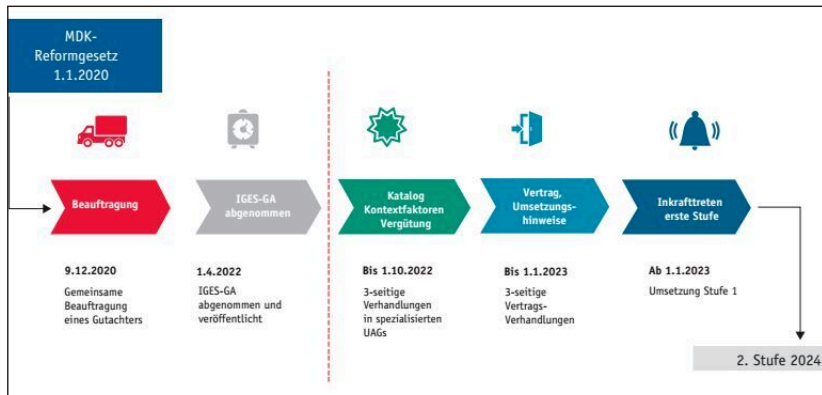 MDK-
Reformgesetz
1.1.2020
Beauftragung
IGES-GA
abgenommen
Katalog
Kontextfaktoren
Vergütung
Vertrag,
Umsetzungs-
hinweise
Inkrafttreten
erste Stufe
9.12.2020
Gemeinsame
Beauftragung
eines Gutachters
1.4.2022
IGES-GA
abgenommen und
veröffentlicht
Bis 1.10.2022
3-seitige
Verhandlungen
in spezialisierten
UAGs
Bis 1.1.2023
3-seitige
Vertrags-
Verhandlungen
Ab 1.1.2023
Umsetzung Stufe 1
2. Stufe 2024